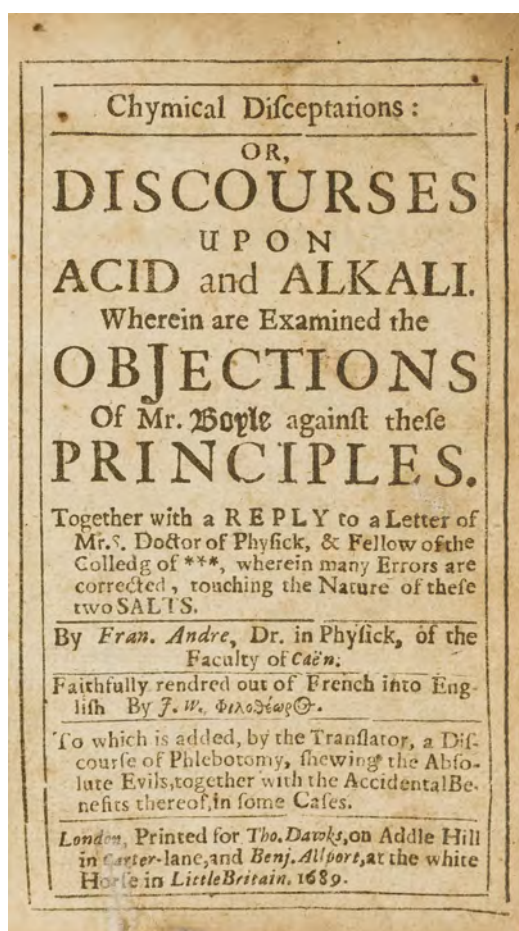 Chymical Diſceptations :
OR,
DISCOURSES
UPON
ACID and ALKALI.
Wherein are Examined the
OBJECTIONS
Of Mr. Boyle againſt theſe
PRINCIPLES.
Together with a REPLY to a Letter of
Mr.ˢ. Doctor of Phyſick, & Fellow of the
Colledg of ***, wherein many Errors are
corrected, touching the Nature of theſe
two SALTS.
By Fran. Andre, Dr. in Phyſick, of the
Faculty of Caën.
Faithfully rendred out of French into Eng-
liſh By J. W. Φιλοθέωρ☉.
To which is added, by the Tranſlator, a Diſ-
courſe of Phlebotomy, ſhewing the Abſo-
lute Evils, together with the Accidental Be-
nefits thereof, in ſome Caſes.
London, Printed for Tho. Dawks, on Addle Hill
in Carter-lane, and Benj. Allport, at the white
Horſe in Little Britain. 1689.